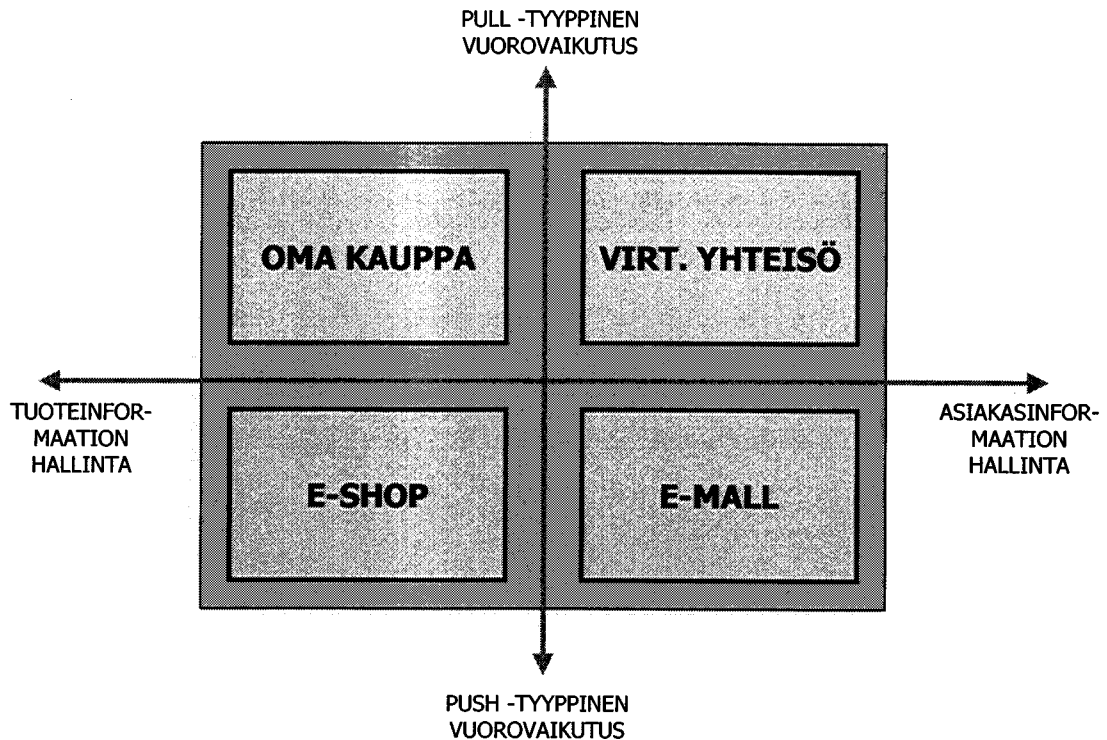 PULL -TYYPPINEN
VUOROVAIKUTUS
OMA KAUPPA
VIRT. YHTEISÖ
TUOTEINFOR-
MAATION
HALLINTA
ASIAKASINFOR-
MAATION
HALLINTA
E-SHOP
E-MALL
PUSH -TYYPPINEN
VUOROVAIKUTUS